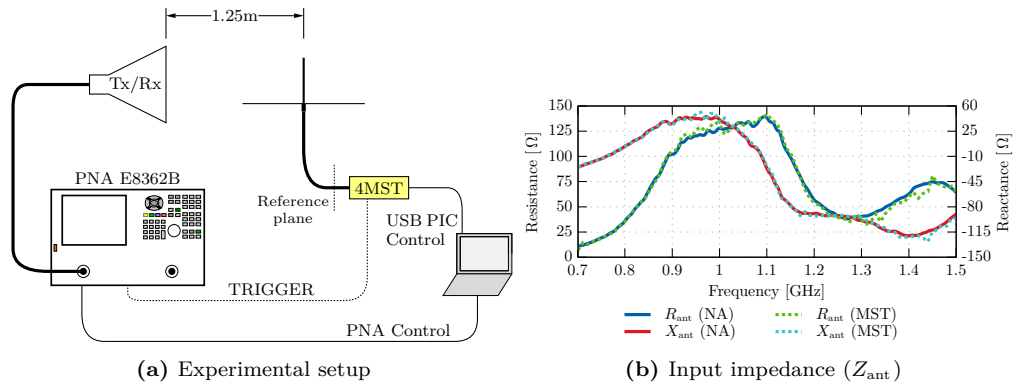 1.25m
Tx/Rx
PNA E8362B
Reference
plane
4MST
USB PIC
Control
TRIGGER
PNA Control
(a) Experimental setup
Resistance [ Ω]
150
125
100
75
50
25
0
60
25
-10
-45
-80
-115
-150
Reactance [ Ω]
0.7 0.8 0.9 1 1.1 1.2 1.3 1.4 1.5
Frequency [GHz]
R_ant (NA) R_ant (MST)
X_ant (NA) X_ant (MST)
(b) Input impedance (Z_ant)